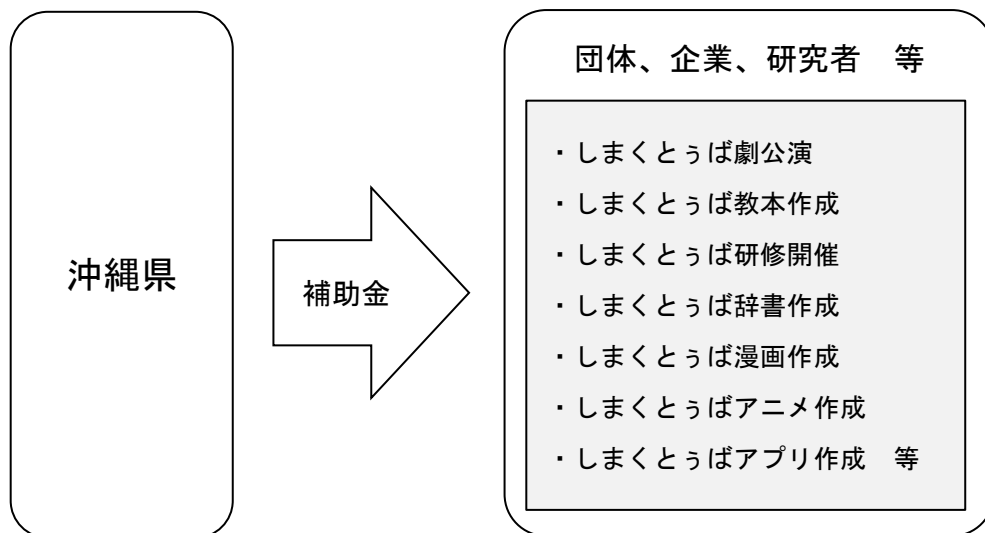 沖縄県
補助金
団体、企業、研究者　等
・しまくとぅば劇公演
・しまくとぅば教本作成
・しまくとぅば研修開催
・しまくとぅば辞書作成
・しまくとぅば漫画作成
・しまくとぅばアニメ作成
・しまくとぅばアプリ作成　等